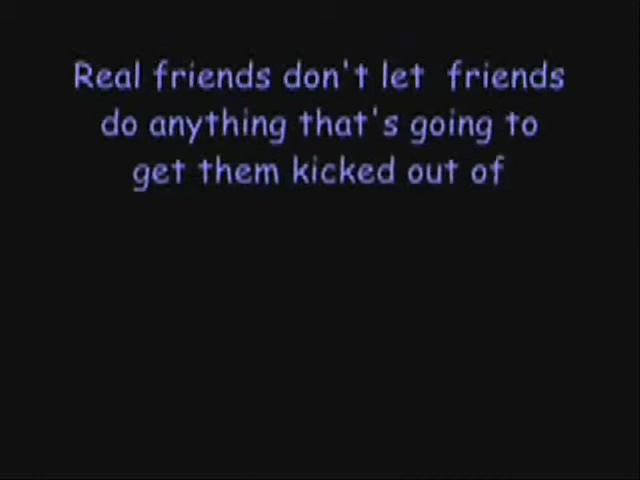 Real friends don't let  friends
do anything that's going to
get them kicked out of